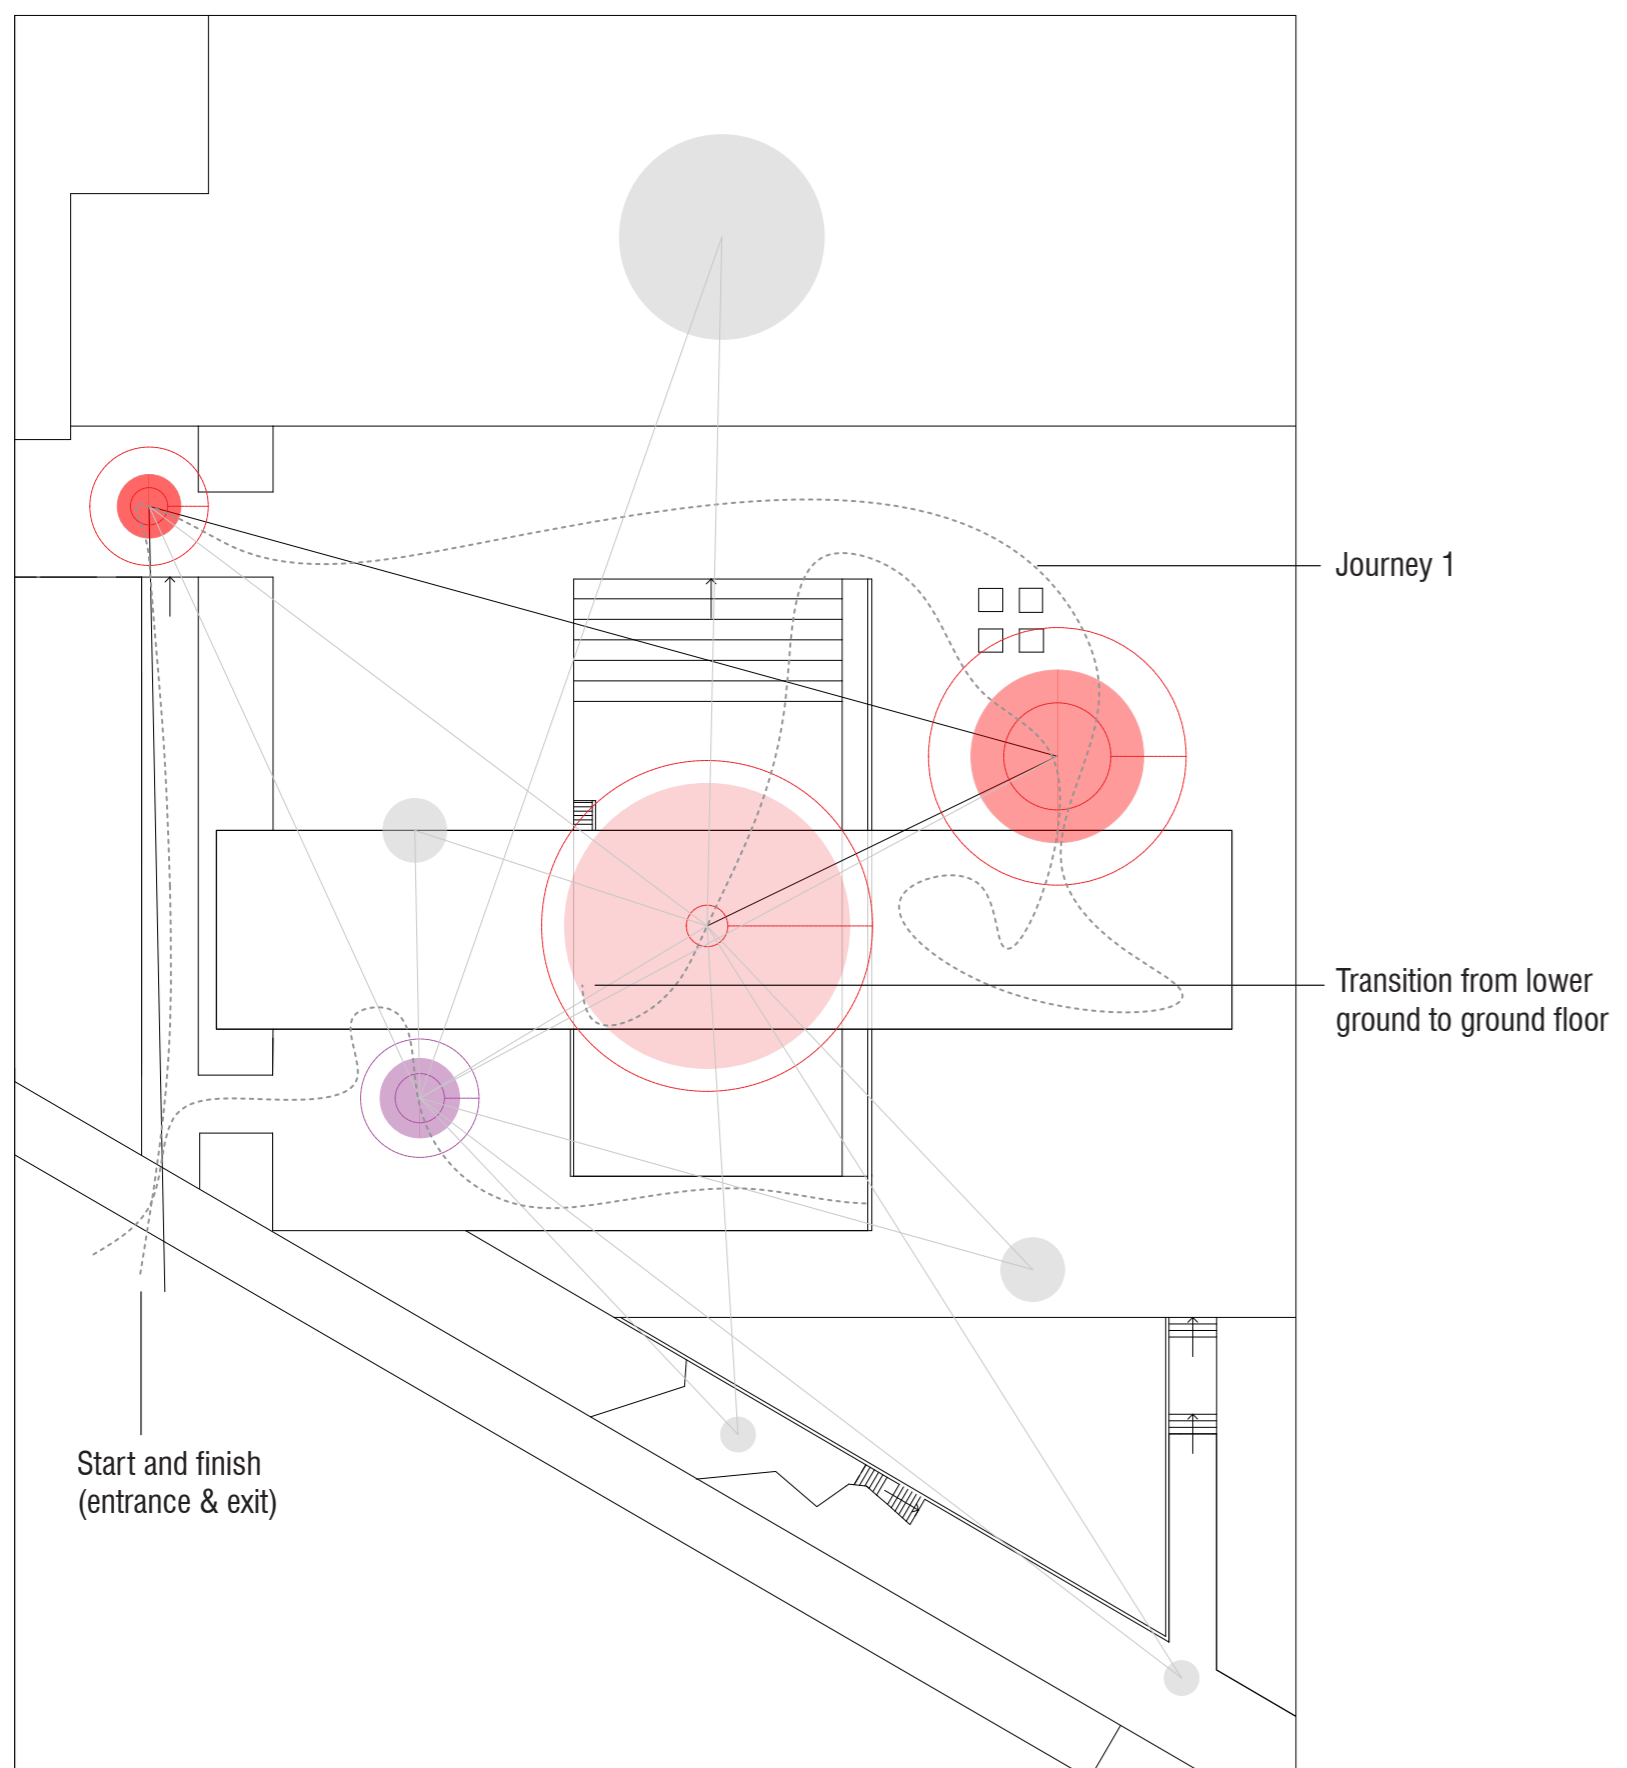 Journey 1
Transition from lower
ground to ground floor
Start and finish
(entrance & exit)